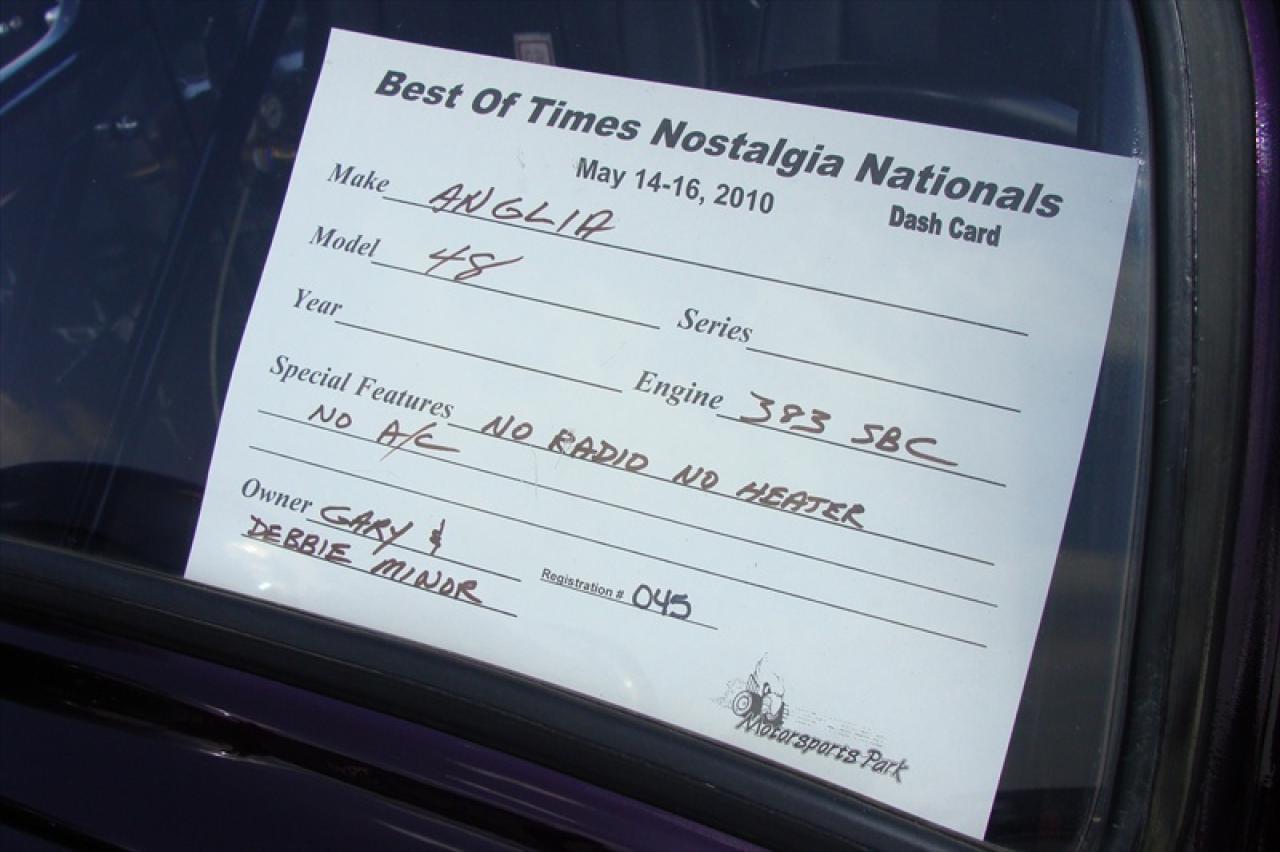 Best Of Times Nostalgia Nationals
May 14-16, 2010
Dash Card
Make ANGLIA
Model 48
Series
Year
Engine 383 SBC
Special Features NO RADIO NO HEATER
NO A/C
Owner GARY &
DEBBIE MINOR
Registration # 045
Motorsports Park